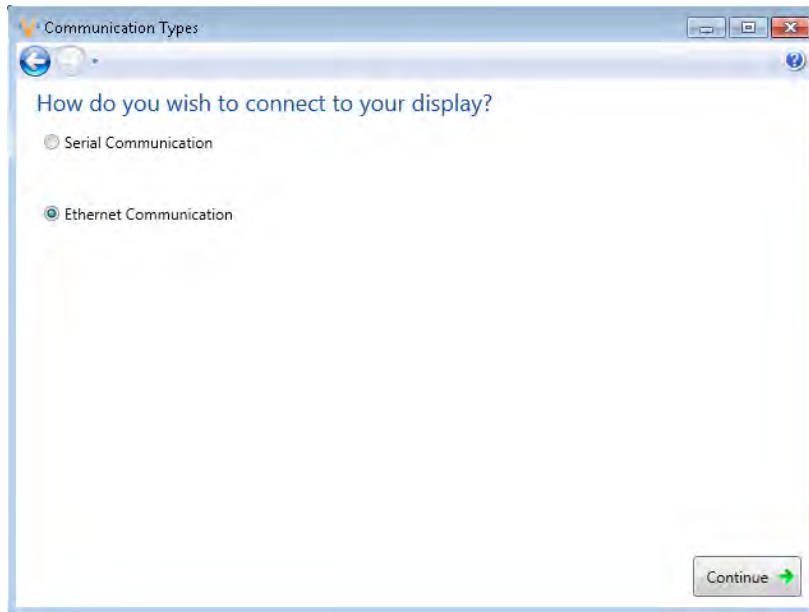 Communication Types
How do you wish to connect to your display?
Serial Communication
Ethernet Communication
Continue